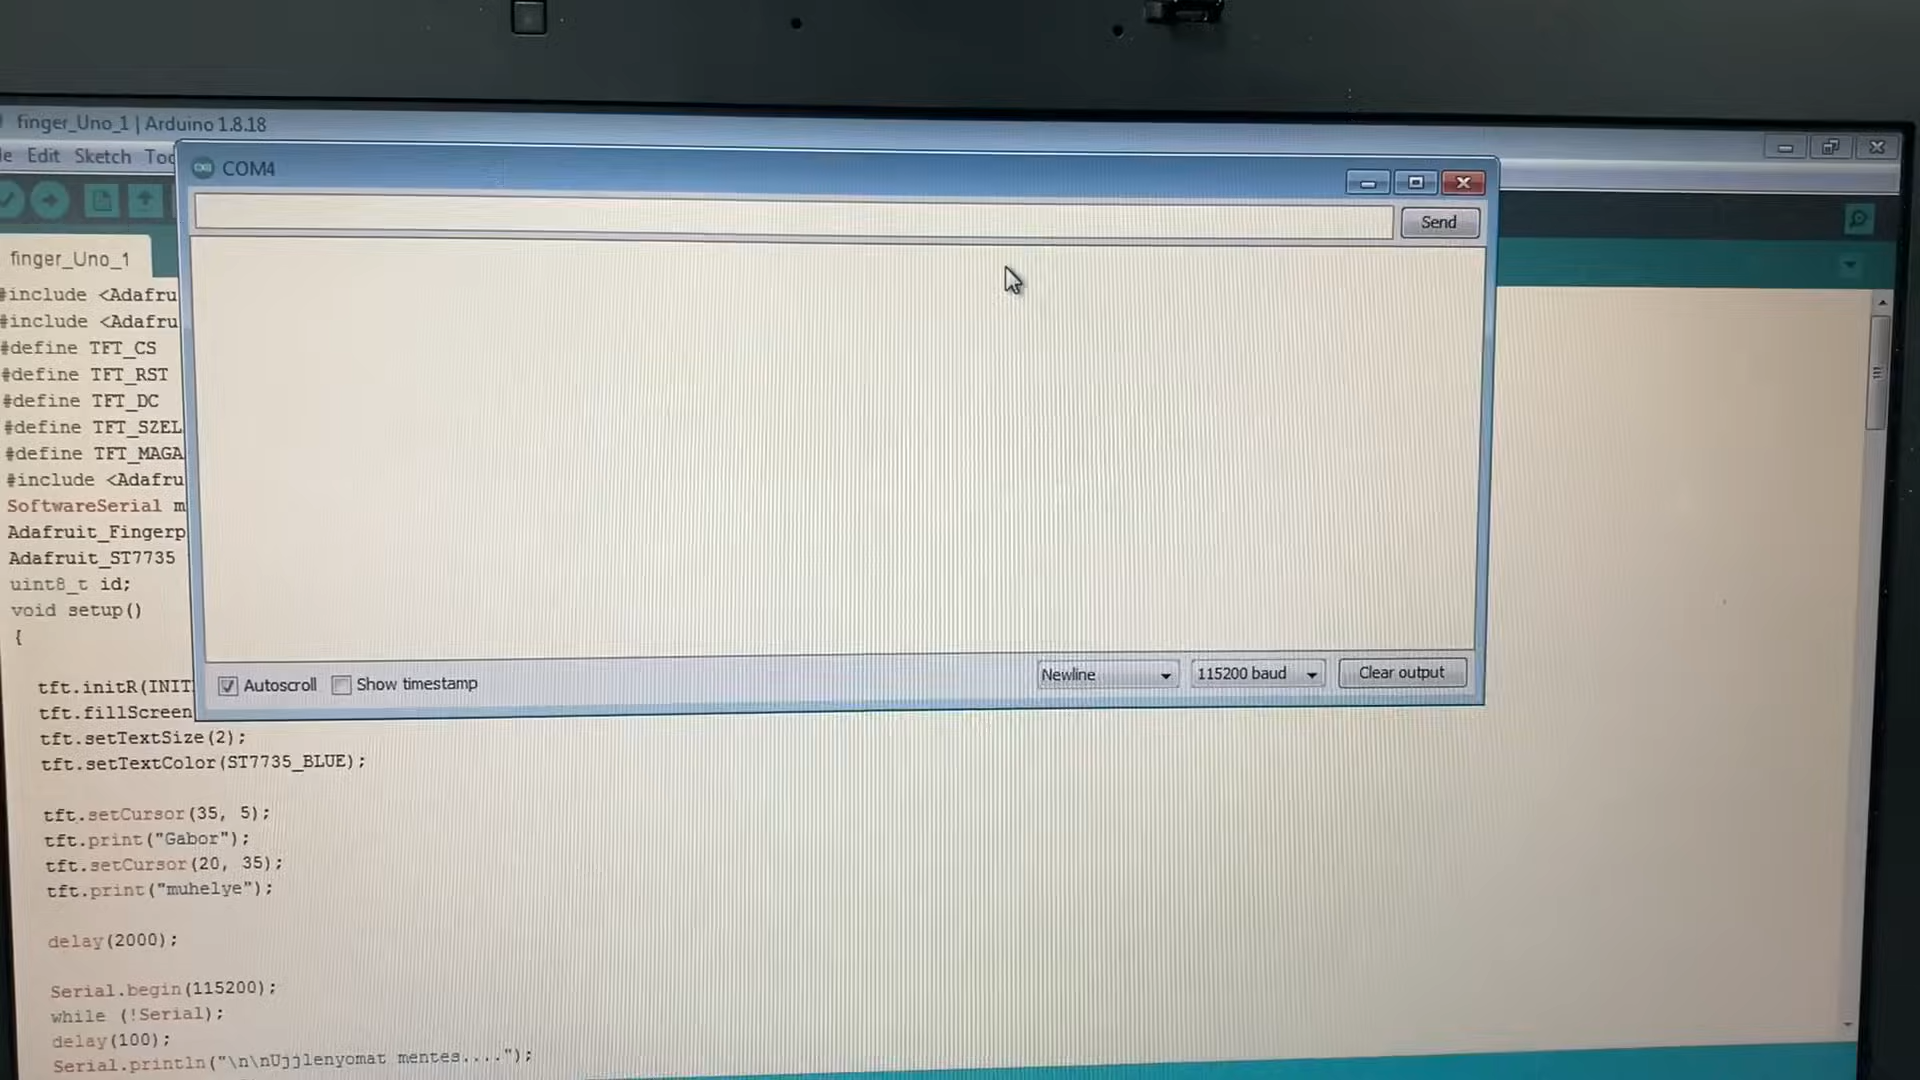 finger_Uno_1 | Arduino 1.8.18
Edit Sketch
COM4
Send
finger_Uno_1
#include <Adafru
#include <Adafru
#define TFT_CS
#define TFT_RST
#define TFT_DC
#define TFT_SZEL
#define TFT_MAGA
#include <Adafru
SoftwareSerial m
Adafruit_Fingerp
Adafruit_ST7735
uint8_t id;
void setup()
{
tft.initR(INIT
tft.fillScreen
Autoscroll Show timestamp Newline 115200 baud Clear output
tft.setTextSize(2);
tft.setTextColor(ST7735_BLUE);
tft.setCursor(35, 5);
tft.print("Gabor");
tft.setCursor(20, 35);
tft.print("muhelye");
delay(2000);
Serial.begin(115200);
while (!Serial);
delay(100);
Serial.println("\n\nUjjlenyomat mentes....");